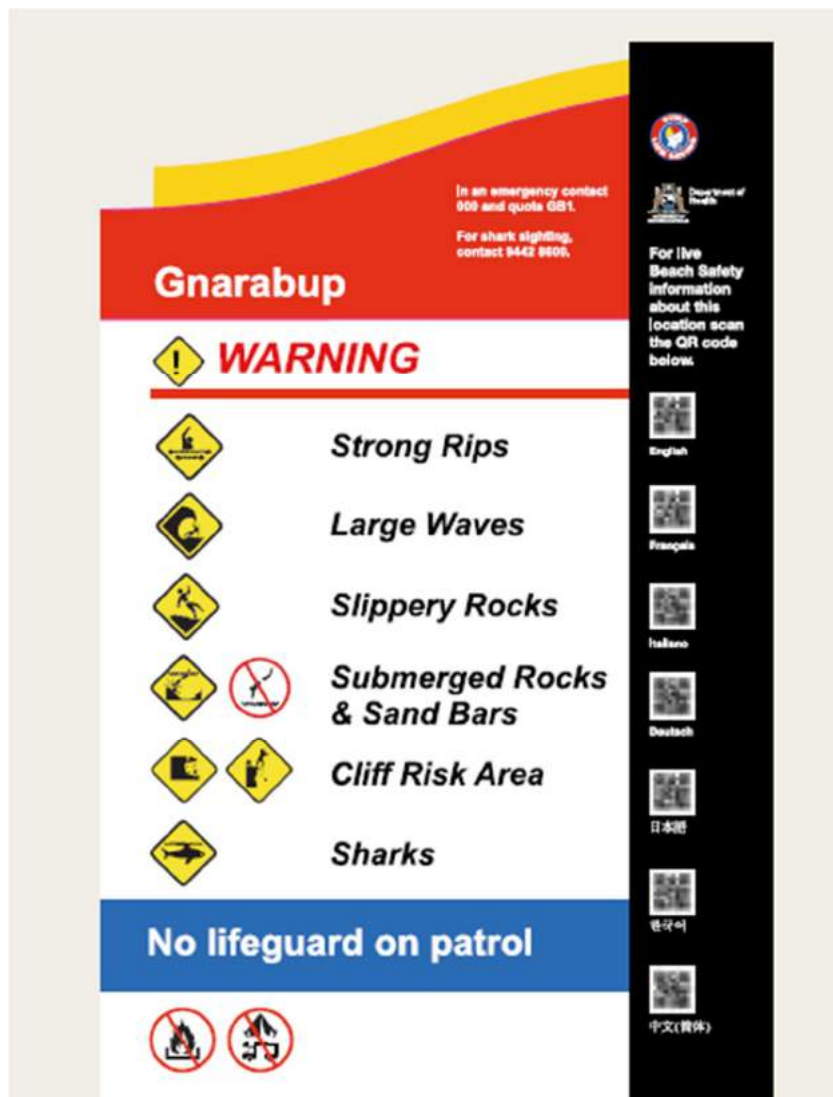 In an emergency contact
000 and quote GB1.
For shark sighting,
contact 9442 8600.
Gnarabup
WARNING
Strong Rips
Large Waves
Slippery Rocks
Submerged Rocks
& Sand Bars
Cliff Risk Area
Sharks
No lifeguard on patrol
Department of
Health
For live
Beach Safety
information
about this
location scan
the QR code
below.
English
Français
Italiano
Deutsch
日本語
한국어
中文(简体)